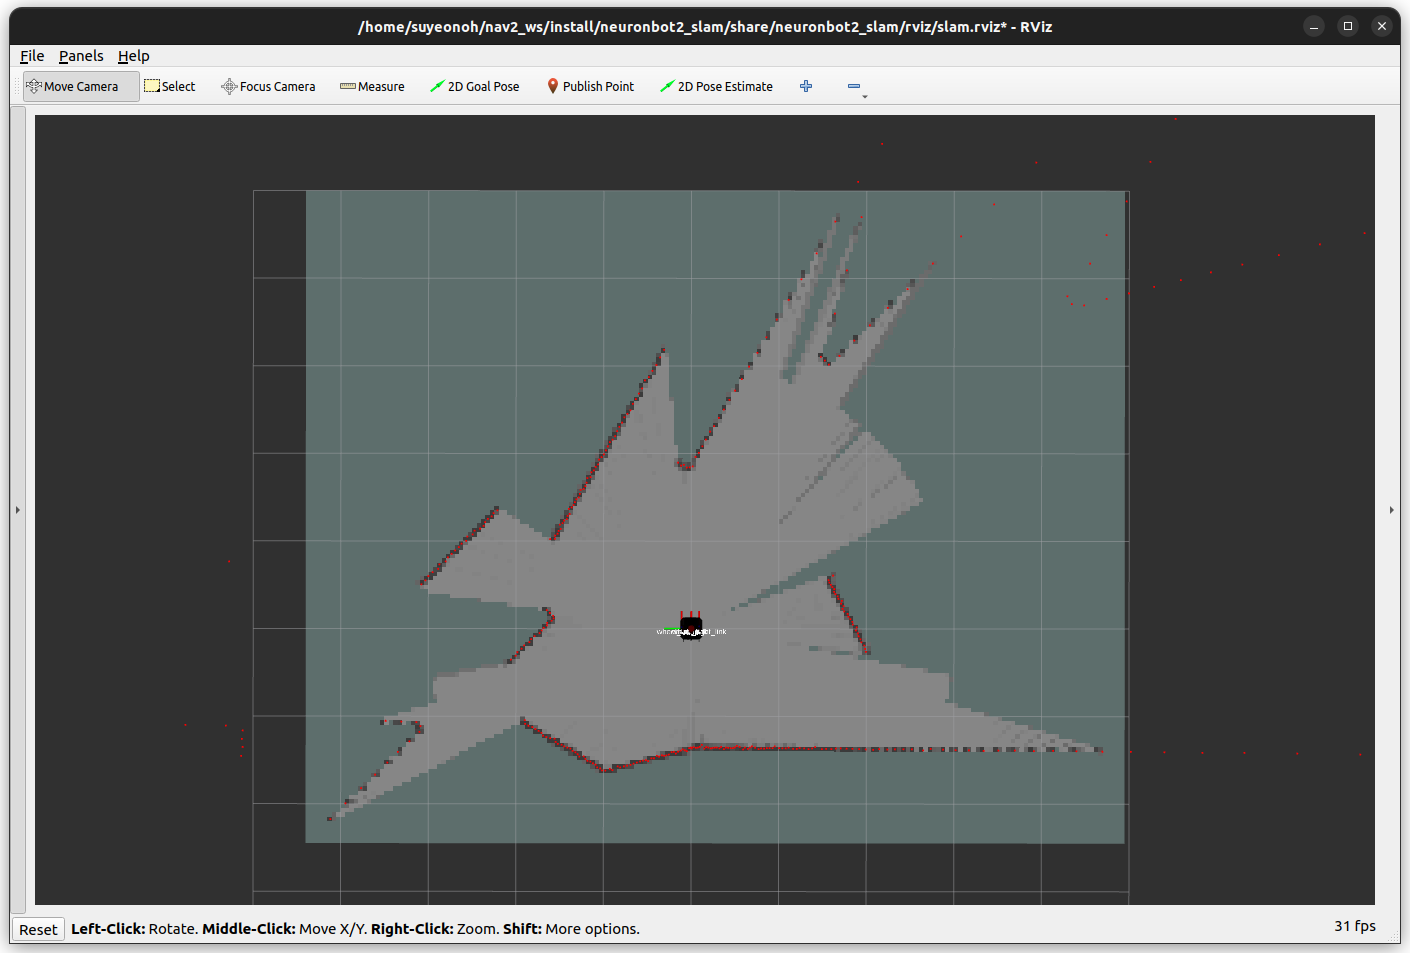 /home/suyeonoh/nav2_ws/install/neuronbot2_slam/share/neuronbot2_slam/rviz/slam.rviz* - RViz
File Panels Help
Move Camera Select Focus Camera Measure 2D Goal Pose Publish Point 2D Pose Estimate
Reset Left-Click: Rotate. Middle-Click: Move X/Y. Right-Click: Zoom. Shift: More options. 31 fps